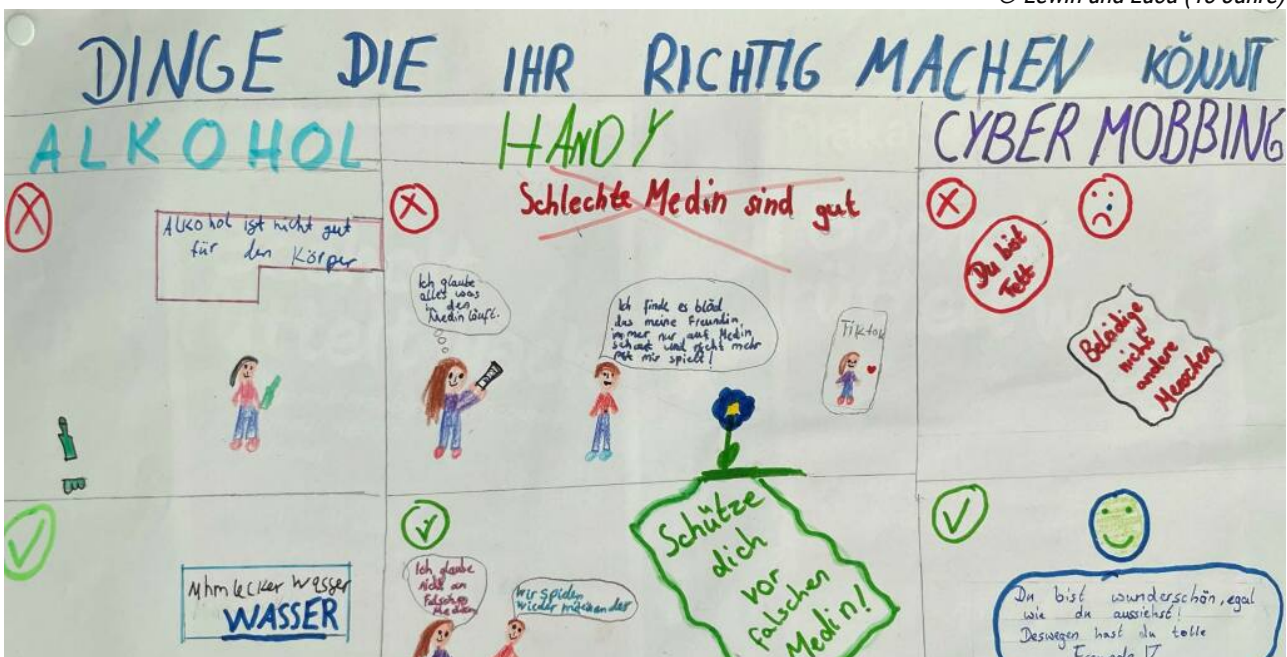 DINGE DIE IHR RICHTIG MACHEN KÖNNT
ALKOHOL
HANDY
CYBER MOBBING
Alkohol ist nicht gut
für den Körper
Schlechte Medin sind gut
Ich glaube
alles was
in den
Medin läuft.
Ich finde es blöd
das meine Freundin
immer nur auf Medin
schaut und nicht mehr
mit mir spielt!
Tiktok
Du bist
Fett
Beleidige
nicht
andere
Menschen
Mhm lecker Wasser
WASSER
Ich glaube
nicht an
Falsches
Medien
Wir spielen
wieder miteinander
Schütze
dich
vor
falschen
Medin!
Du bist wunderschön, egal
wie du aussiehst!
Deswegen hast du tolle